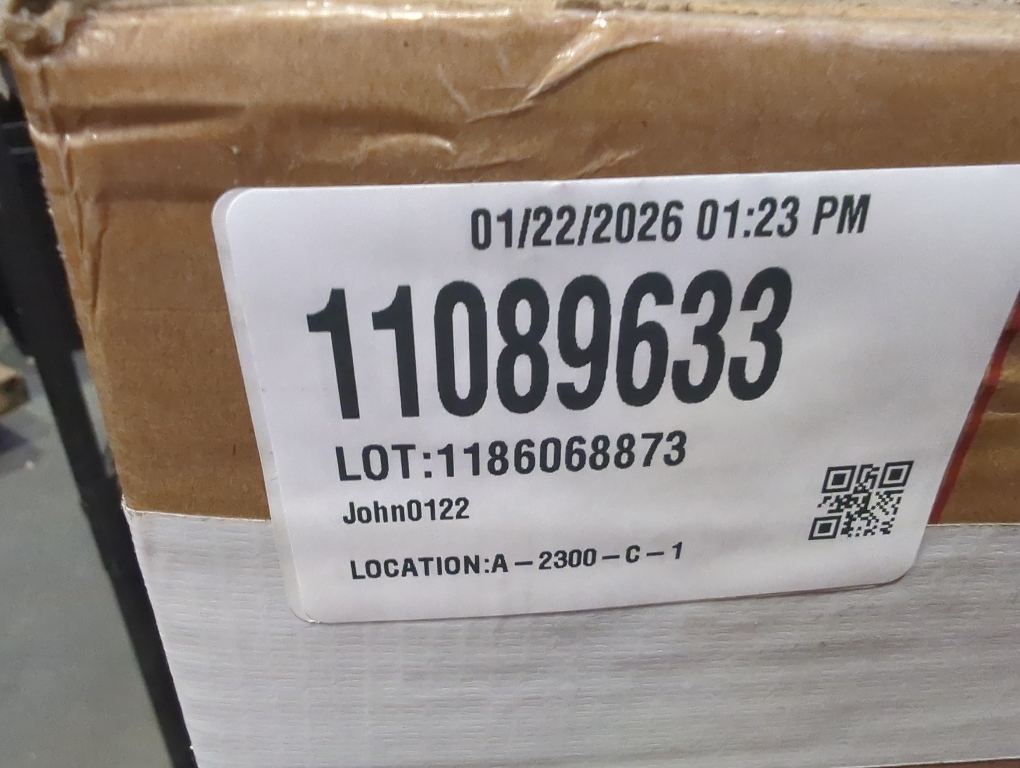 01/22/2026 01:23 PM
11089633
LOT:1186068873
John0122
LOCATION:A-2300-C-1